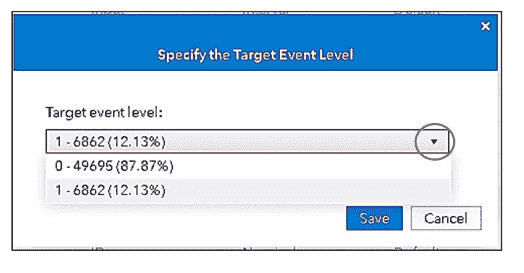 ×
Specify the Target Event Level
Target event level:
1 - 6862 (12.13%)
0 - 49695 (87.87%)
1 - 6862 (12.13%)
Save Cancel